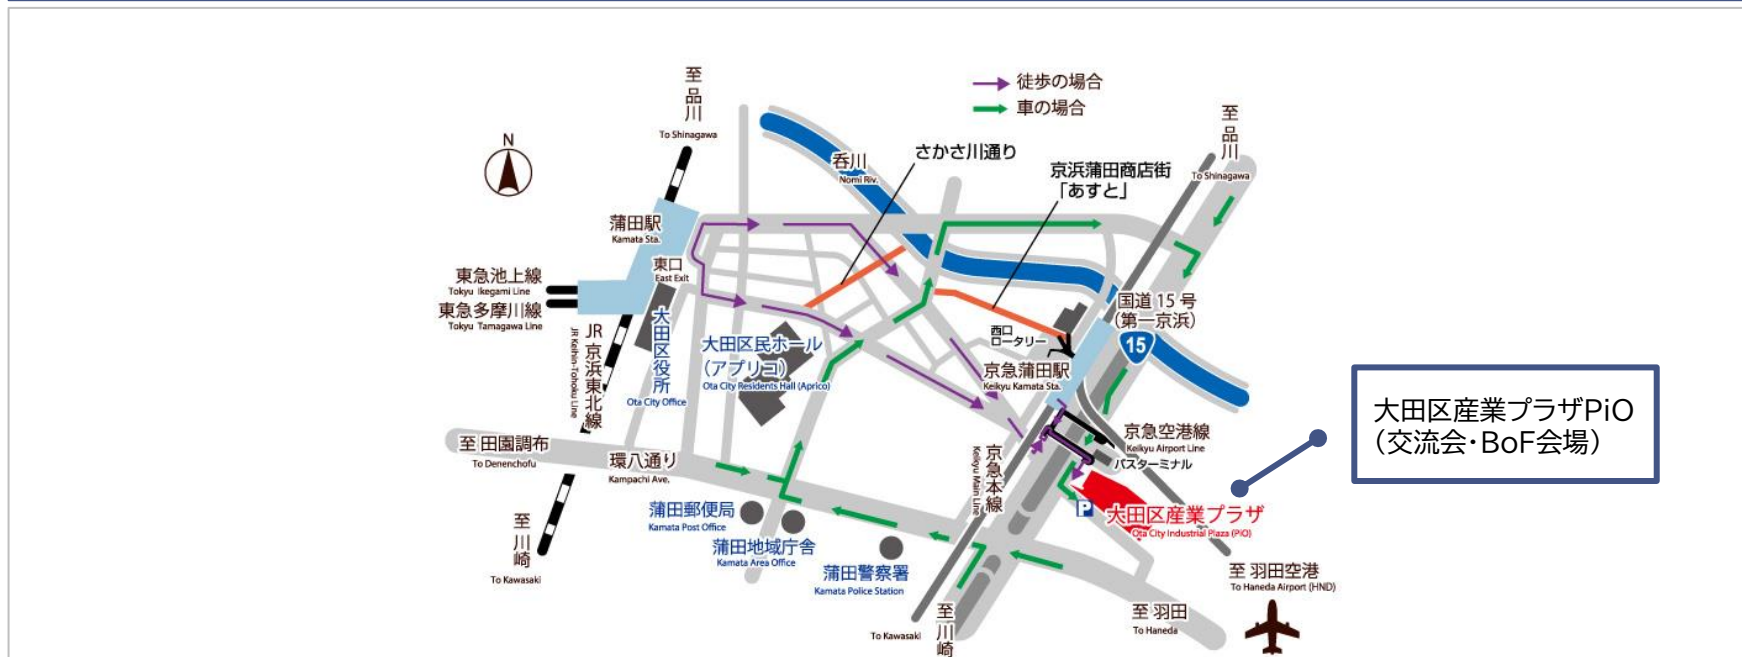 徒歩の場合
車の場合
至 品川
To Shinagawa
N
至 品川
To Shinagawa
呑川
Nomi Riv.
さかさ川通り
京浜蒲田商店街
「あすと」
蒲田駅
Kamata Sta.
東口
East Exit
東急池上線
Tokyu Ikegami Line
東急多摩川線
Tokyu Tamagawa Line
JR 京浜東北線
JR Keihin-Tohoku Line
大田区役所
Ota City Office
大田区民ホール
(アプリコ)
Ota City Residents Hall (Aprico)
西口
ロータリー
京急蒲田駅
Keikyu Kamata Sta.
国道 15 号
(第一京浜)
15
大田区産業プラザPiO
(交流会・BoF会場)
京急空港線
Keikyu Airport Line
バスターミナル
至 田園調布
To Denenchofu
環八通り
Kampachi Ave.
京急本線
Keikyu Main Line
P
大田区産業プラザ
Ota City Industrial Plaza (PiO)
蒲田郵便局
Kamata Post Office
蒲田地域庁舎
Kamata Area Office
蒲田警察署
Kamata Police Station
至 川崎
To Kawasaki
至 川崎
To Kawasaki
至 羽田
To Haneda
至 羽田空港
To Haneda Airport (HND)